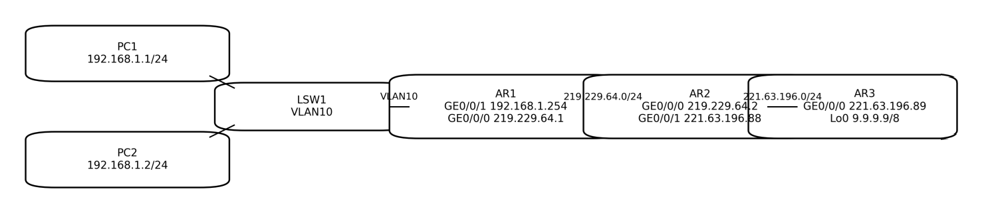 PC1
192.168.1.1/24
PC2
192.168.1.2/24
LSW1
VLAN10
VLAN10
AR1
GE0/0/1 192.168.1.254
GE0/0/0 219.229.64.1
219.229.64.0/24
AR2
GE0/0/0 219.229.64.2
GE0/0/1 221.63.196.88
221.63.196.0/24
AR3
GE0/0/0 221.63.196.89
Lo0 9.9.9.9/8